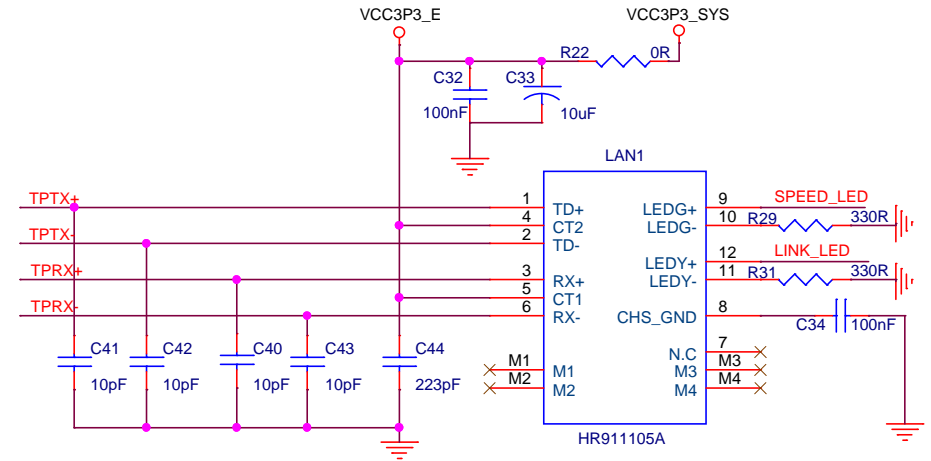 VCC3P3_E
VCC3P3_SYS
R22
0R
C32
C33
100nF
10uF
LAN1
TPTX+
1
TD+
LEDG+
9
SPEED_LED
4
CT2
LEDG-
10
R29
330R
TPTX-
2
TD-
LEDY+
12
LINK_LED
TPRX+
3
RX+
LEDY-
11
R31
330R
5
CT1
TPRX-
6
RX-
CHS_GND
8
C34
100nF
C41
C42
C40
C43
C44
N.C
7
M1
M1
M3
M3
10pF
10pF
10pF
10pF
223pF
M2
M2
M4
M4
HR911105A